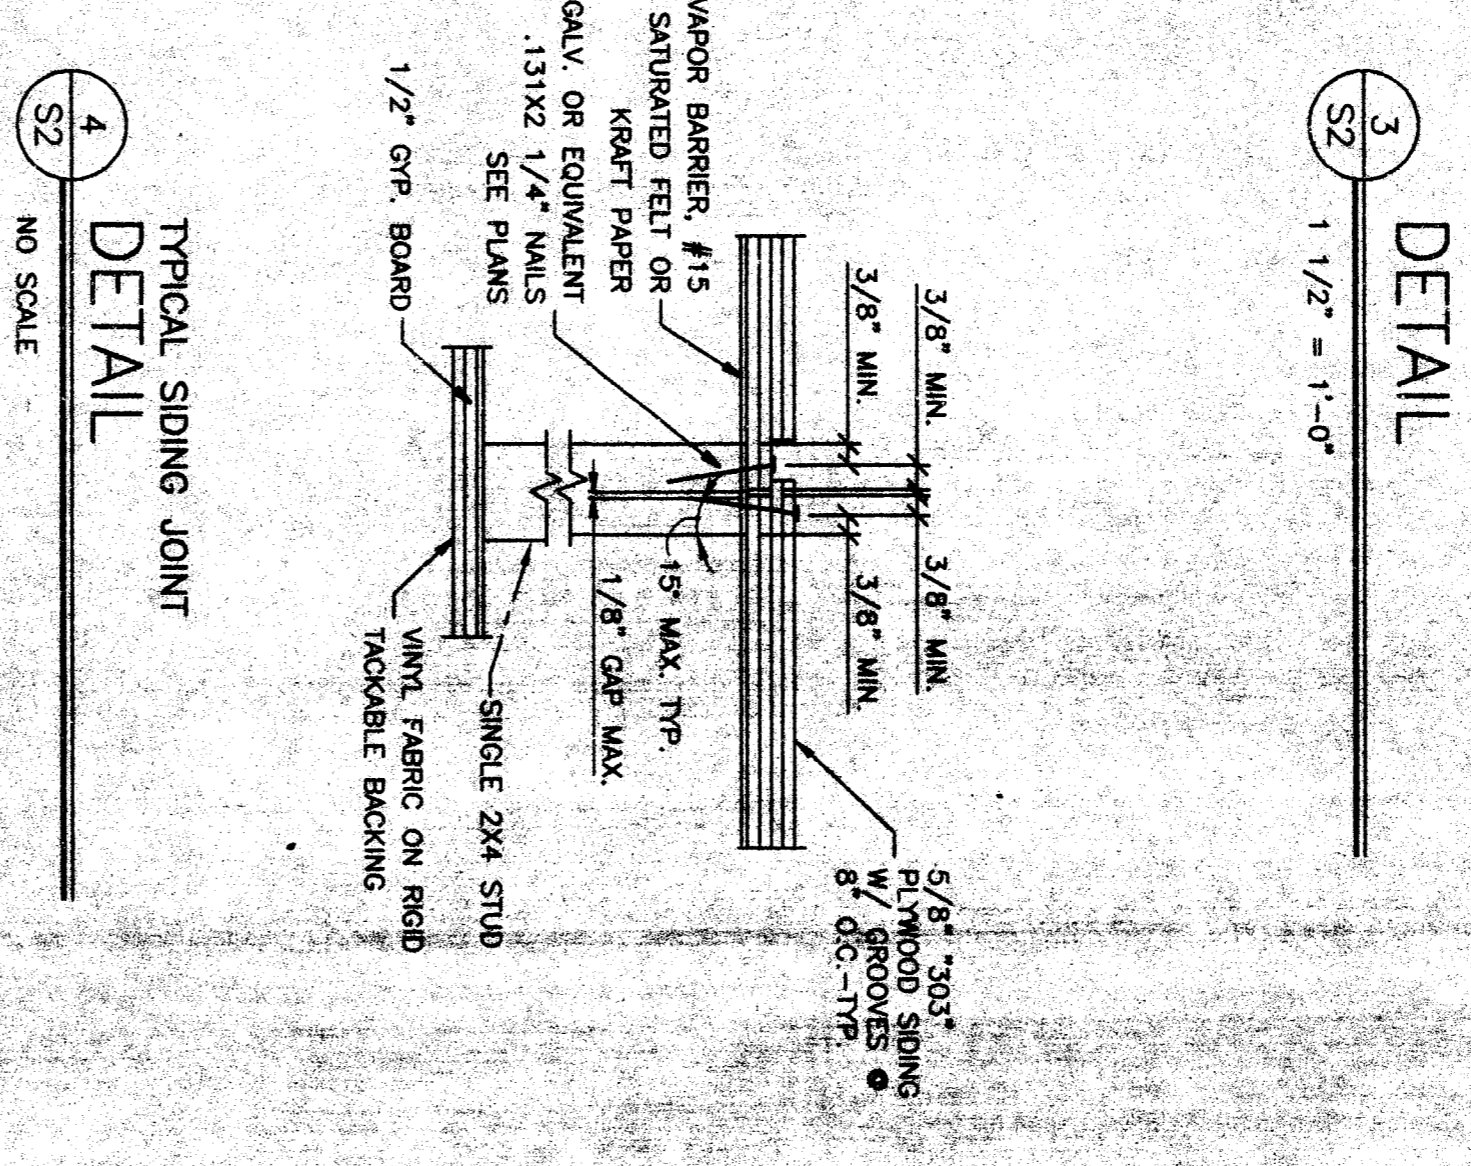 3
S2
DETAIL
1 1/2" = 1'-0"
3/8" MIN.
3/8" MIN.
3/8" MIN.
3/8" MIN.
5/8" "303"
PLYWOOD SIDING
W/ GROOVES @
8" O.C.-TYP.
VAPOR BARRIER, #15
SATURATED FELT OR
KRAFT PAPER
GALV. OR EQUIVALENT
.131X2 1/4" NAILS
SEE PLANS
15° MAX. TYP.
1/8" GAP MAX.
1/2" GYP. BOARD
SINGLE 2X4 STUD
VINYL FABRIC ON RIGID
TACKABLE BACKING
4
S2
TYPICAL SIDING JOINT
DETAIL
NO SCALE